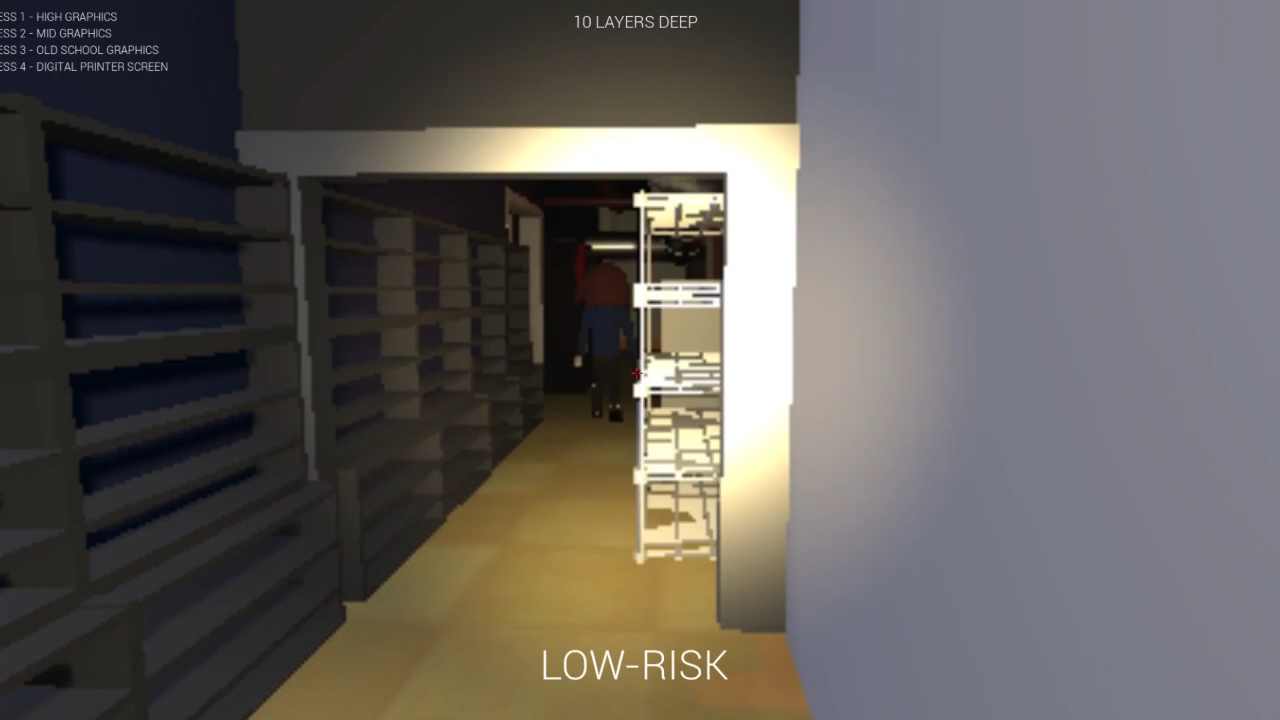 ESS 1 - HIGH GRAPHICS
ESS 2 - MID GRAPHICS
ESS 3 - OLD SCHOOL GRAPHICS
ESS 4 - DIGITAL PRINTER SCREEN
10 LAYERS DEEP
LOW-RISK